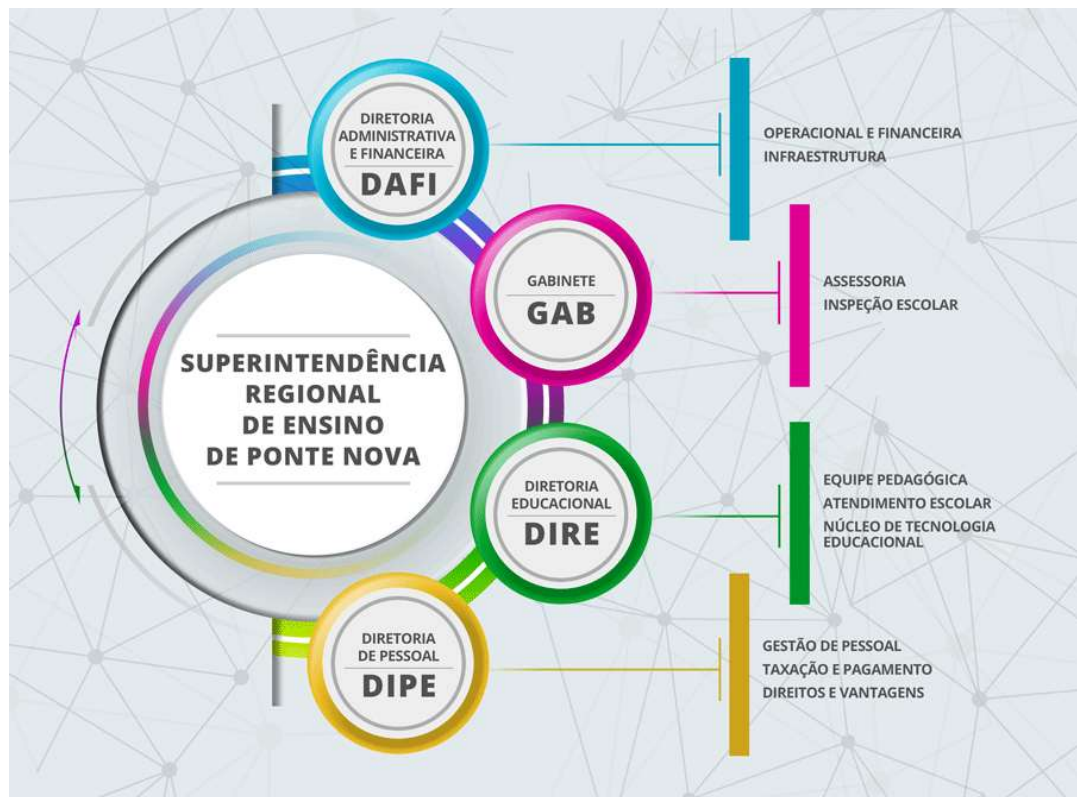 SUPERINTENDÊNCIA
REGIONAL
DE ENSINO
DE PONTE NOVA
DIRETORIA
ADMINISTRATIVA
E FINANCEIRA
DAFI
OPERACIONAL E FINANCEIRA
INFRAESTRUTURA
GABINETE
GAB
ASSESSORIA
INSPEÇÃO ESCOLAR
DIRETORIA
EDUCACIONAL
DIRE
EQUIPE PEDAGÓGICA
ATENDIMENTO ESCOLAR
NÚCLEO DE TECNOLOGIA
EDUCACIONAL
DIRETORIA
DE PESSOAL
DIPE
GESTÃO DE PESSOAL
TAXAÇÃO E PAGAMENTO
DIREITOS E VANTAGENS